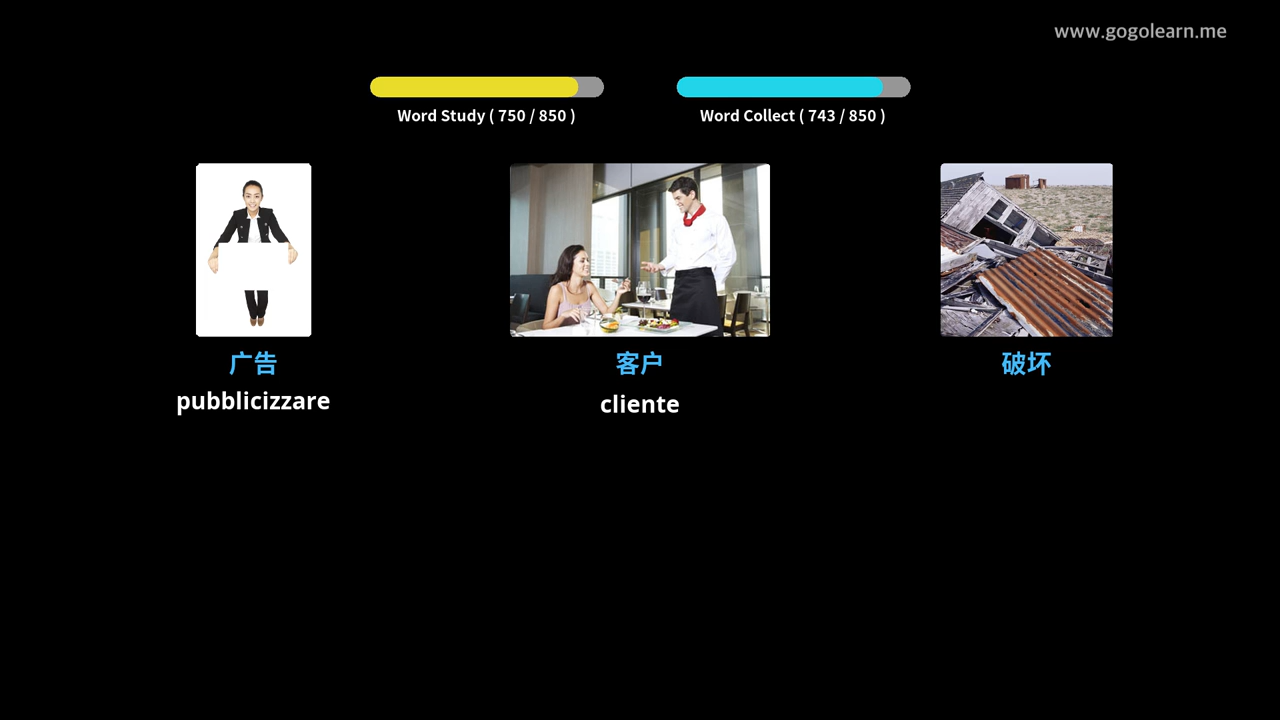 www.gogolearn.me
Word Study ( 750 / 850 )
Word Collect ( 743 / 850 )
广告
客户
破坏
pubblicizzare
cliente